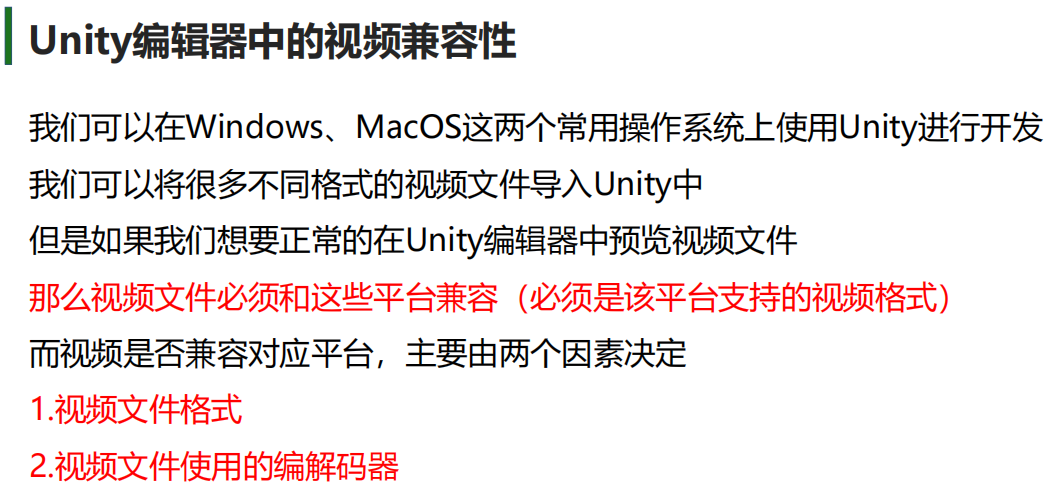 Unity编辑器中的视频兼容性
我们可以在Windows、MacOS这两个常用操作系统上使用Unity进行开发
我们可以将很多不同格式的视频文件导入Unity中
但是如果我们想要正常的在Unity编辑器中预览视频文件
那么视频文件必须和这些平台兼容（必须是该平台支持的视频格式）
而视频是否兼容对应平台，主要由两个因素决定
1.视频文件格式
2.视频文件使用的编解码器